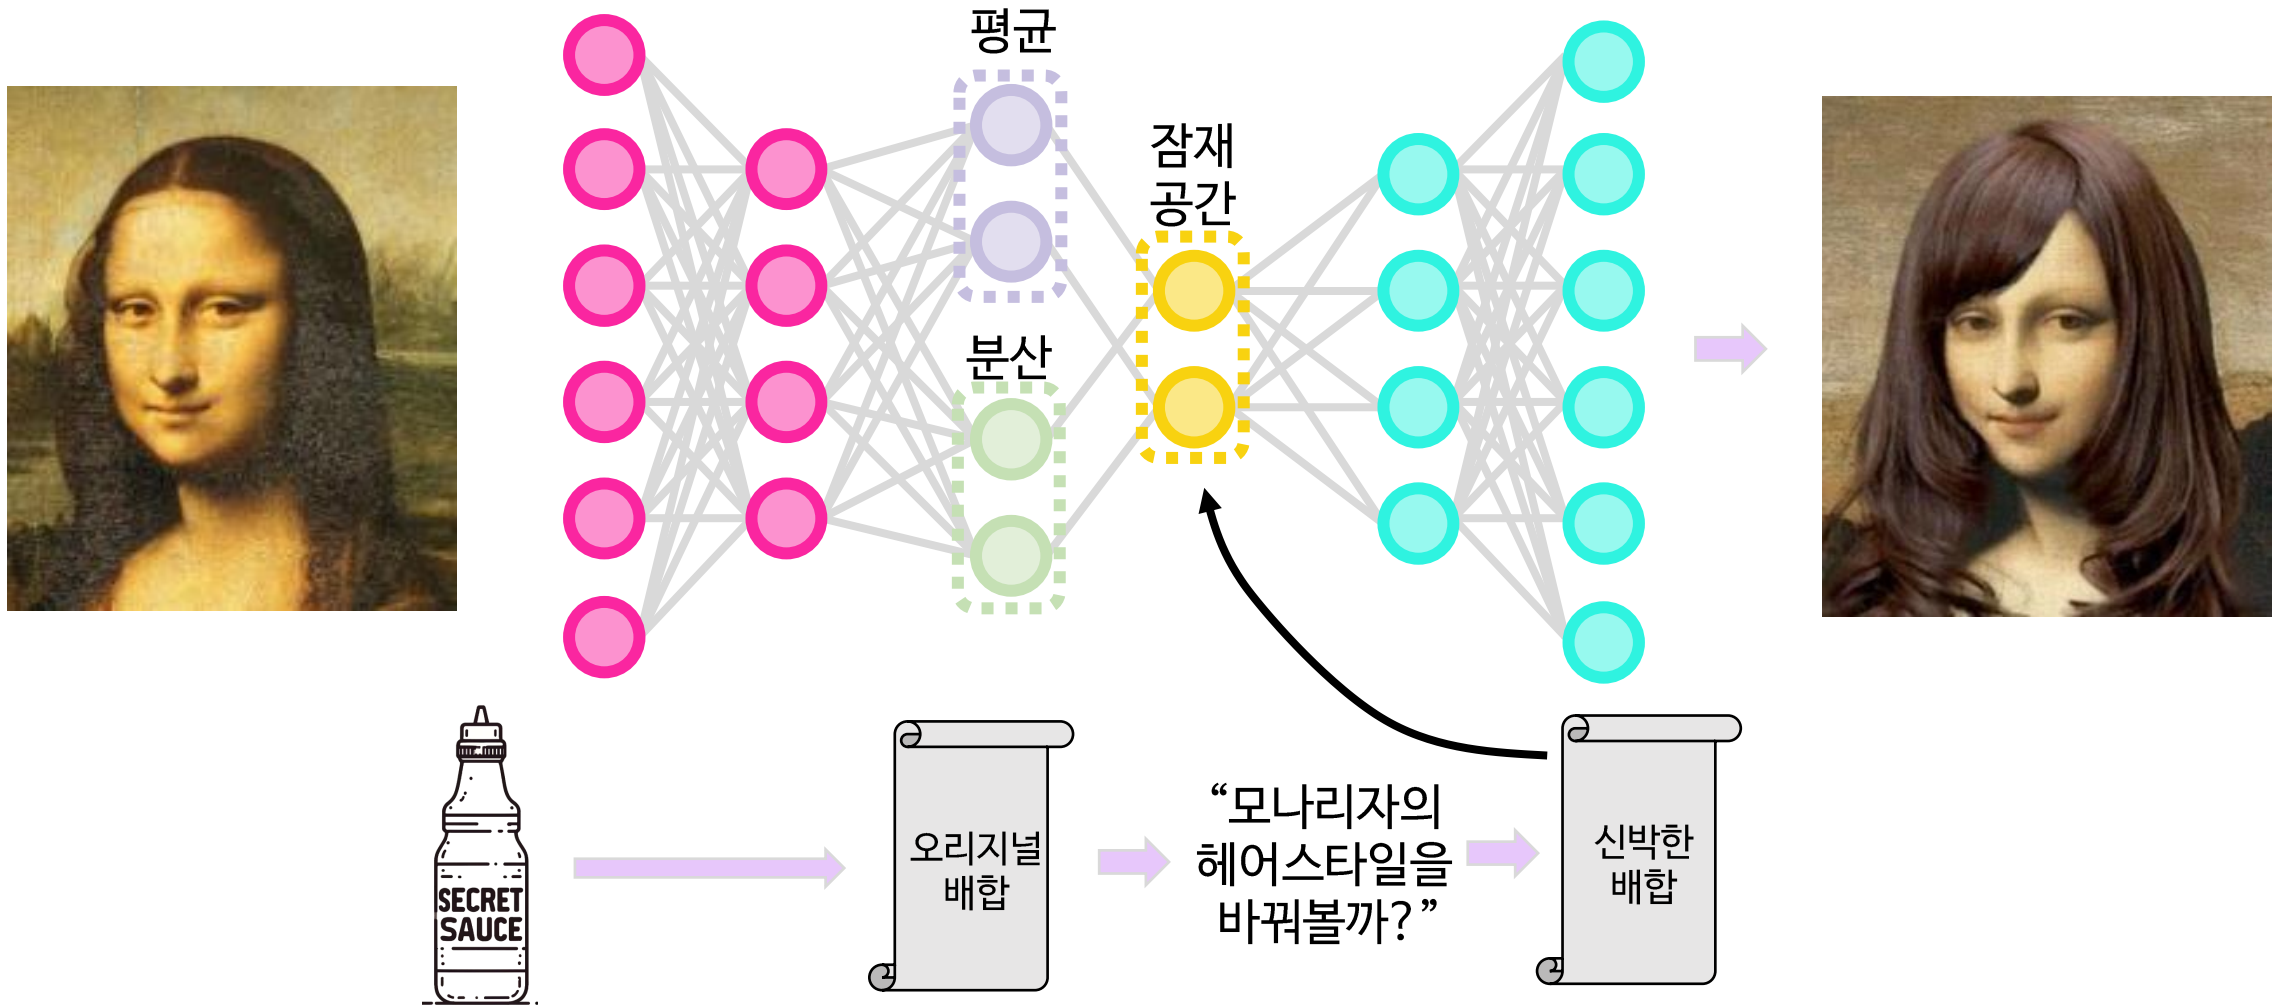 평균
잠재
공간
분산
SECRET
SAUCE
오리지널
배합
“모나리자의
헤어스타일을
바꿔볼까?”
신박한
배합